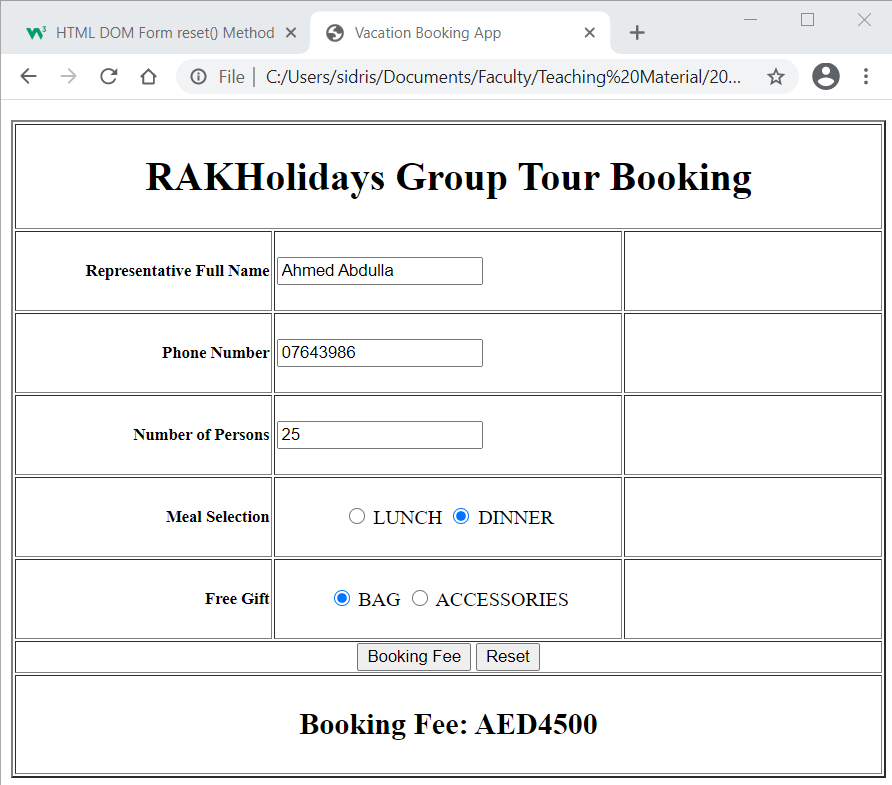 HTML DOM Form reset() Method
Vacation Booking App
File | C:/Users/sidris/Documents/Faculty/Teaching%20Material/20...
RAKHolidays Group Tour Booking
Representative Full Name Ahmed Abdulla
Phone Number 07643986
Number of Persons 25
Meal Selection LUNCH DINNER
Free Gift BAG ACCESSORIES
Booking Fee Reset
Booking Fee: AED4500